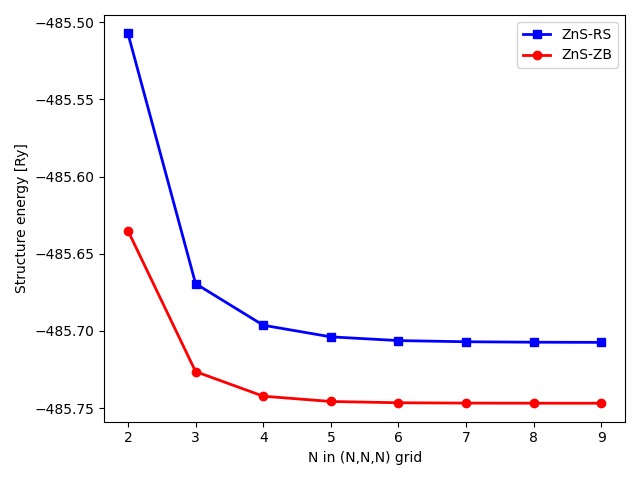 ZnS-RS
ZnS-ZB
−485.50
−485.55
−485.60
−485.65
−485.70
−485.75
Structure energy [Ry]
2 3 4 5 6 7 8 9
N in (N,N,N) grid